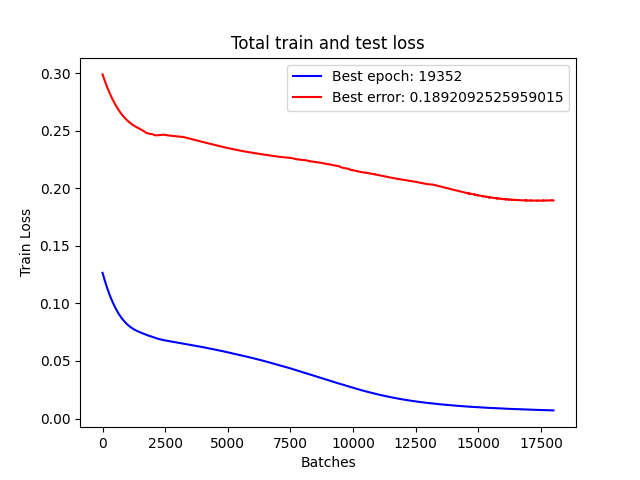 Total train and test loss
Best epoch: 19352
Best error: 0.1892092525959015
Train Loss
0.30
0.25
0.20
0.15
0.10
0.05
0.00
0 2500 5000 7500 10000 12500 15000 17500
Batches